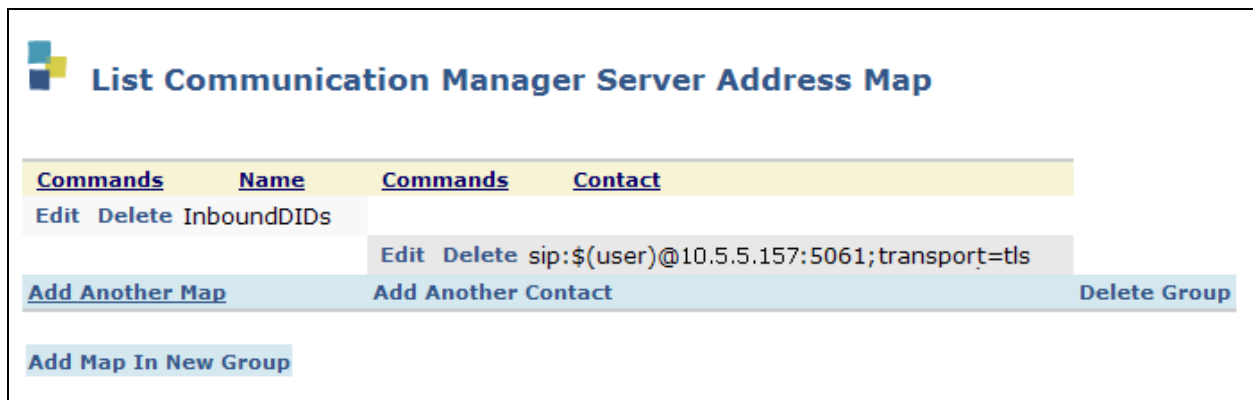 List Communication Manager Server Address Map
Commands Name Commands Contact
Edit Delete InboundDIDs
Edit Delete sip:$(user)@10.5.5.157:5061;transport=tls
Add Another Map Add Another Contact Delete Group
Add Map In New Group